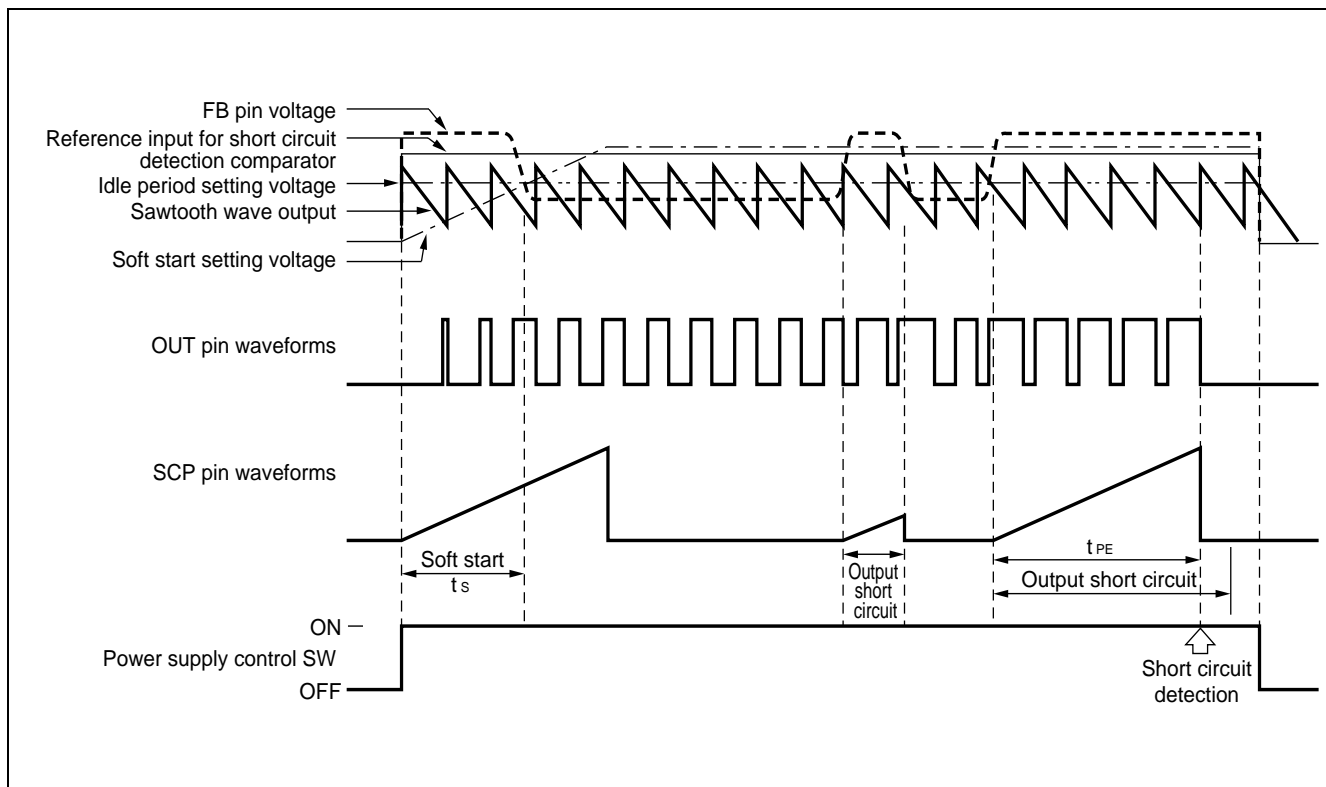 FB pin voltage
Reference input for short circuit
detection comparator
Idle period setting voltage
Sawtooth wave output
Soft start setting voltage
OUT pin waveforms
SCP pin waveforms
Soft start
t S
Output
short
circuit
t PE
Output short circuit
ON
Power supply control SW
OFF
Short circuit
detection